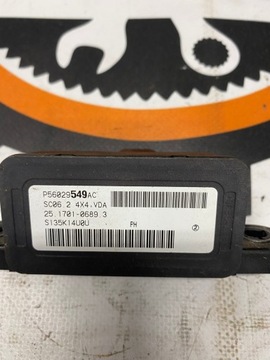 P56029549AC
SC06.2 4X4.VDA
25.1701-0689.3
S135K14U0U
PH
2